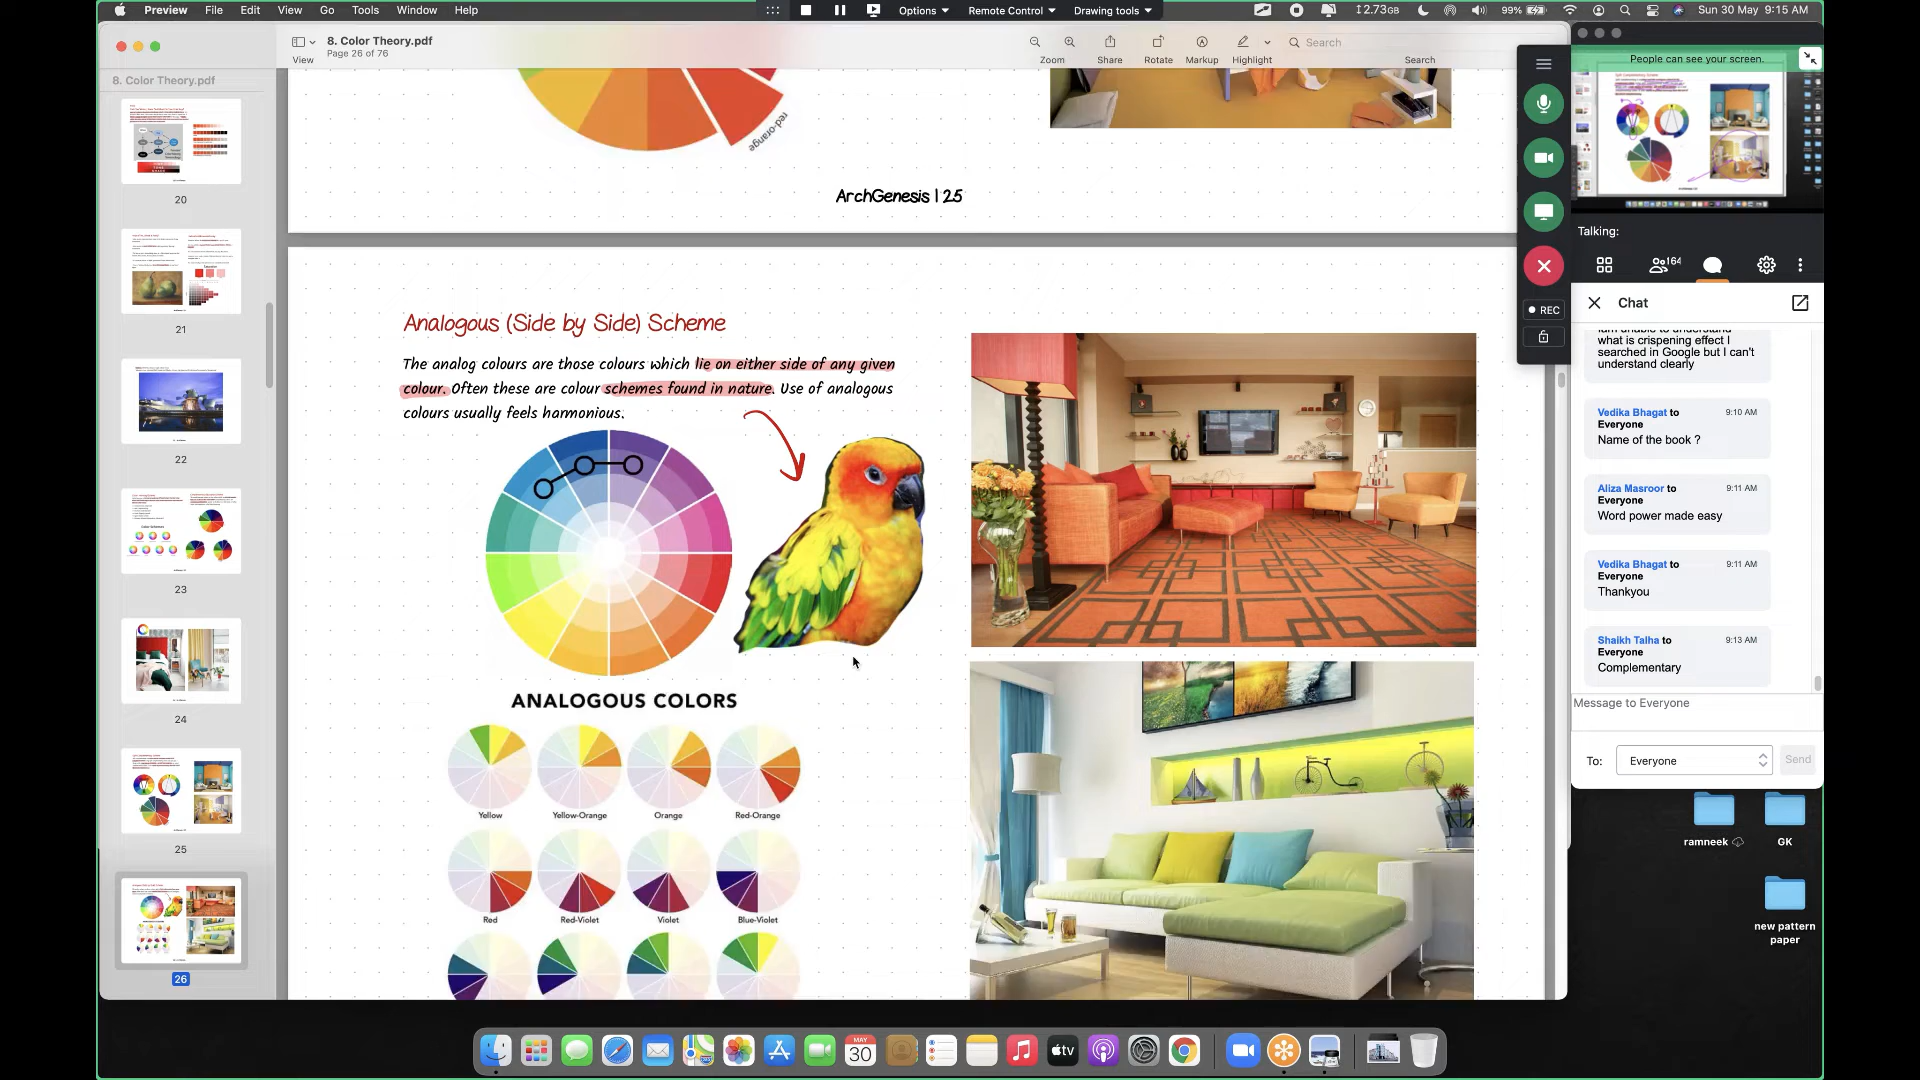 Preview File Edit View Go Tools Window Help
Options Remote Control Drawing tools
2.73GB 99% Sun 30 May 9:15 AM
8. Color Theory.pdf
Page 26 of 76
View Zoom Share Rotate Markup Highlight Search
Search
8. Color Theory.pdf
20
21
22
23
24
25
26
red-orange
ArchGenesis | 25
Analogous (Side by Side) Scheme
The analog colours are those colours which lie on either side of any given
colour. Often these are colour schemes found in nature. Use of analogous
colours usually feels harmonious.
ANALOGOUS COLORS
Yellow Yellow-Orange Orange Red-Orange
Red Red-Violet Violet Blue-Violet
REC
People can see your screen.
Talking:
164
Chat
what is crispening effect I
searched in Google but I can't
understand clearly
Vedika Bhagat to 9:10 AM
Everyone
Name of the book ?
Aliza Masroor to 9:11 AM
Everyone
Word power made easy
Vedika Bhagat to 9:11 AM
Everyone
Thankyou
Shaikh Talha to 9:13 AM
Everyone
Complementary
Message to Everyone
To: Everyone Send
ramneek GK
new pattern
paper
MAY
30
tv